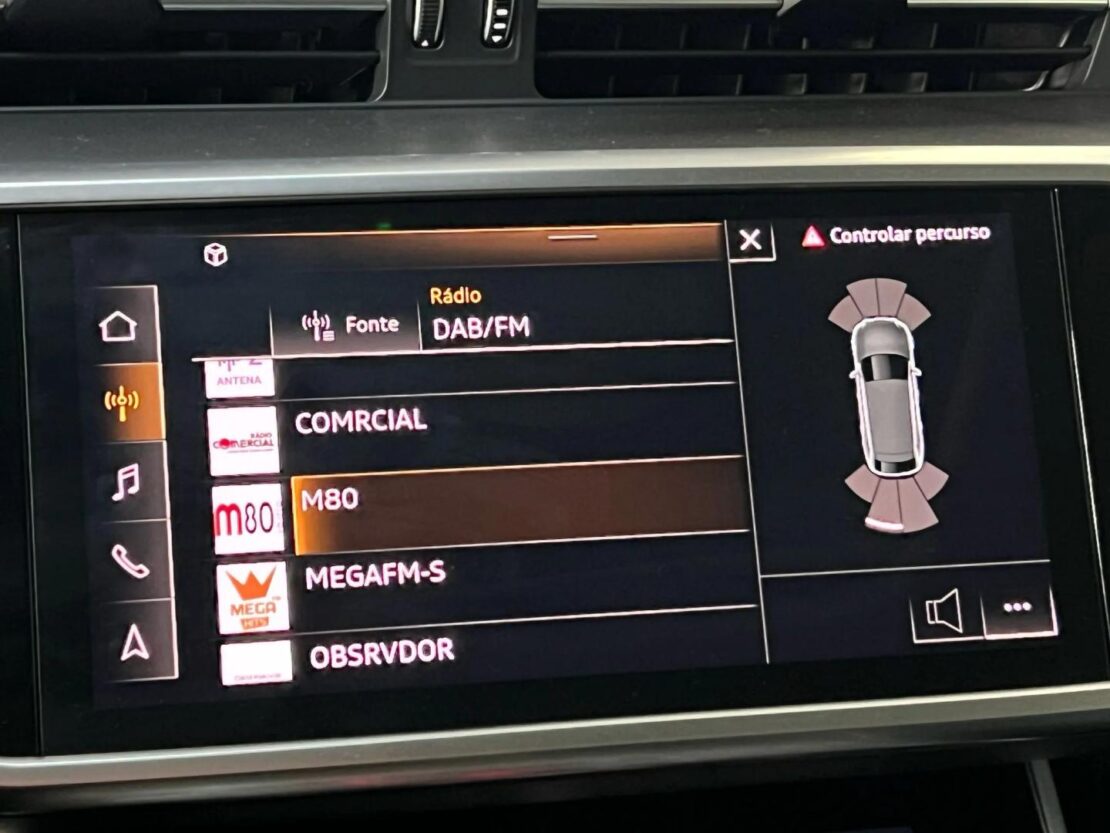 Controlar percurso
Rádio
Fonte
DAB/FM
ANTENA
COMRCIAL
RÁDIO
COMERCIAL
M80
m80
MEGAFM-S
MEGA
HITS
OBSRVDOR